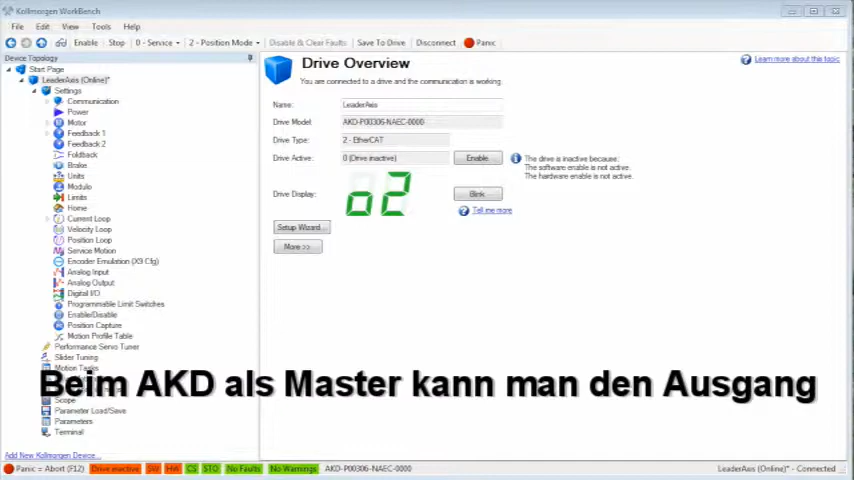 Kollmorgen WorkBench
File Edit View Tools Help
Enable Stop 0 - Service 2 - Position Mode Disable & Clear Faults Save To Drive Disconnect Panic
Device Topology
Start Page
LeaderAxis (Online)*
Settings
Communication
Power
Motor
Feedback 1
Feedback 2
Foldback
Brake
Units
Modulo
Limits
Home
Current Loop
Velocity Loop
Position Loop
Service Motion
Encoder Emulation (X9 Cfg)
Analog Input
Analog Output
Digital I/O
Programmable Limit Switches
Enable/Disable
Position Capture
Motion Profile Table
Performance Servo Tuner
Slider Tuning
Motion Tasks
Scope
Parameter Load/Save
Parameters
Terminal
Add New Kollmorgen Device...
Drive Overview
Learn more about this topic
You are connected to a drive and the communication is working.
Name: LeaderAxis
Drive Model: AKD-P00306-NAEC-0000
Drive Type: 2 - EtherCAT
Drive Active: 0 (Drive inactive) Enable
The drive is inactive because:
The software enable is not active.
The hardware enable is not active.
Drive Display: o2 Blink
Tell me more
Setup Wizard...
More >>
Beim AKD als Master kann man den Ausgang
Panic = Abort (F12) Drive inactive SW HW CS STO No Faults No Warnings AKD-P00306-NAEC-0000 LeaderAxis (Online)* - Connected